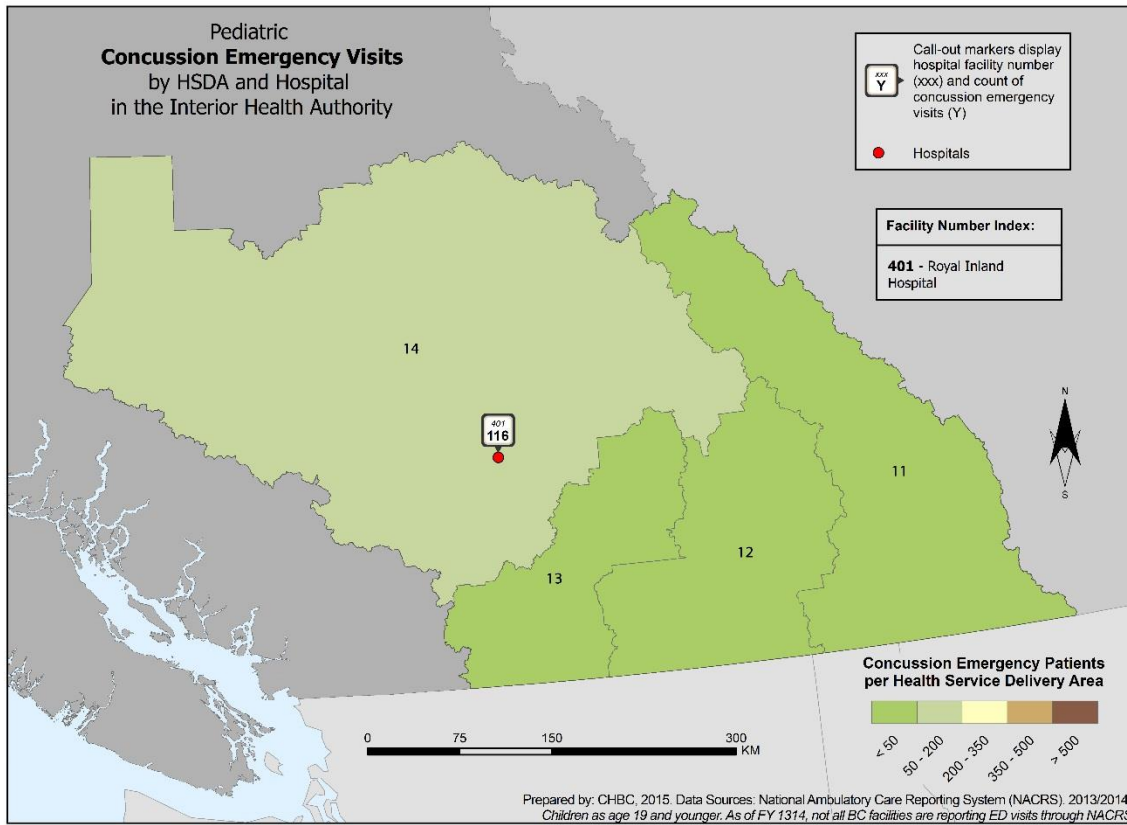 Pediatric
Concussion Emergency Visits
by HSDA and Hospital
in the Interior Health Authority
xxx
Y
Call-out markers display
hospital facility number
(xxx) and count of
concussion emergency
visits (Y)
Hospitals
Facility Number Index:
401 - Royal Inland
Hospital
14
401
116
N
S
11
12
13
Concussion Emergency Patients
per Health Service Delivery Area
< 50
50 - 200
200 - 350
350 - 500
> 500
0 75 150 300
KM
Prepared by: CHBC, 2015. Data Sources: National Ambulatory Care Reporting System (NACRS). 2013/2014
Children as age 19 and younger. As of FY 1314, not all BC facilities are reporting ED visits through NACRS